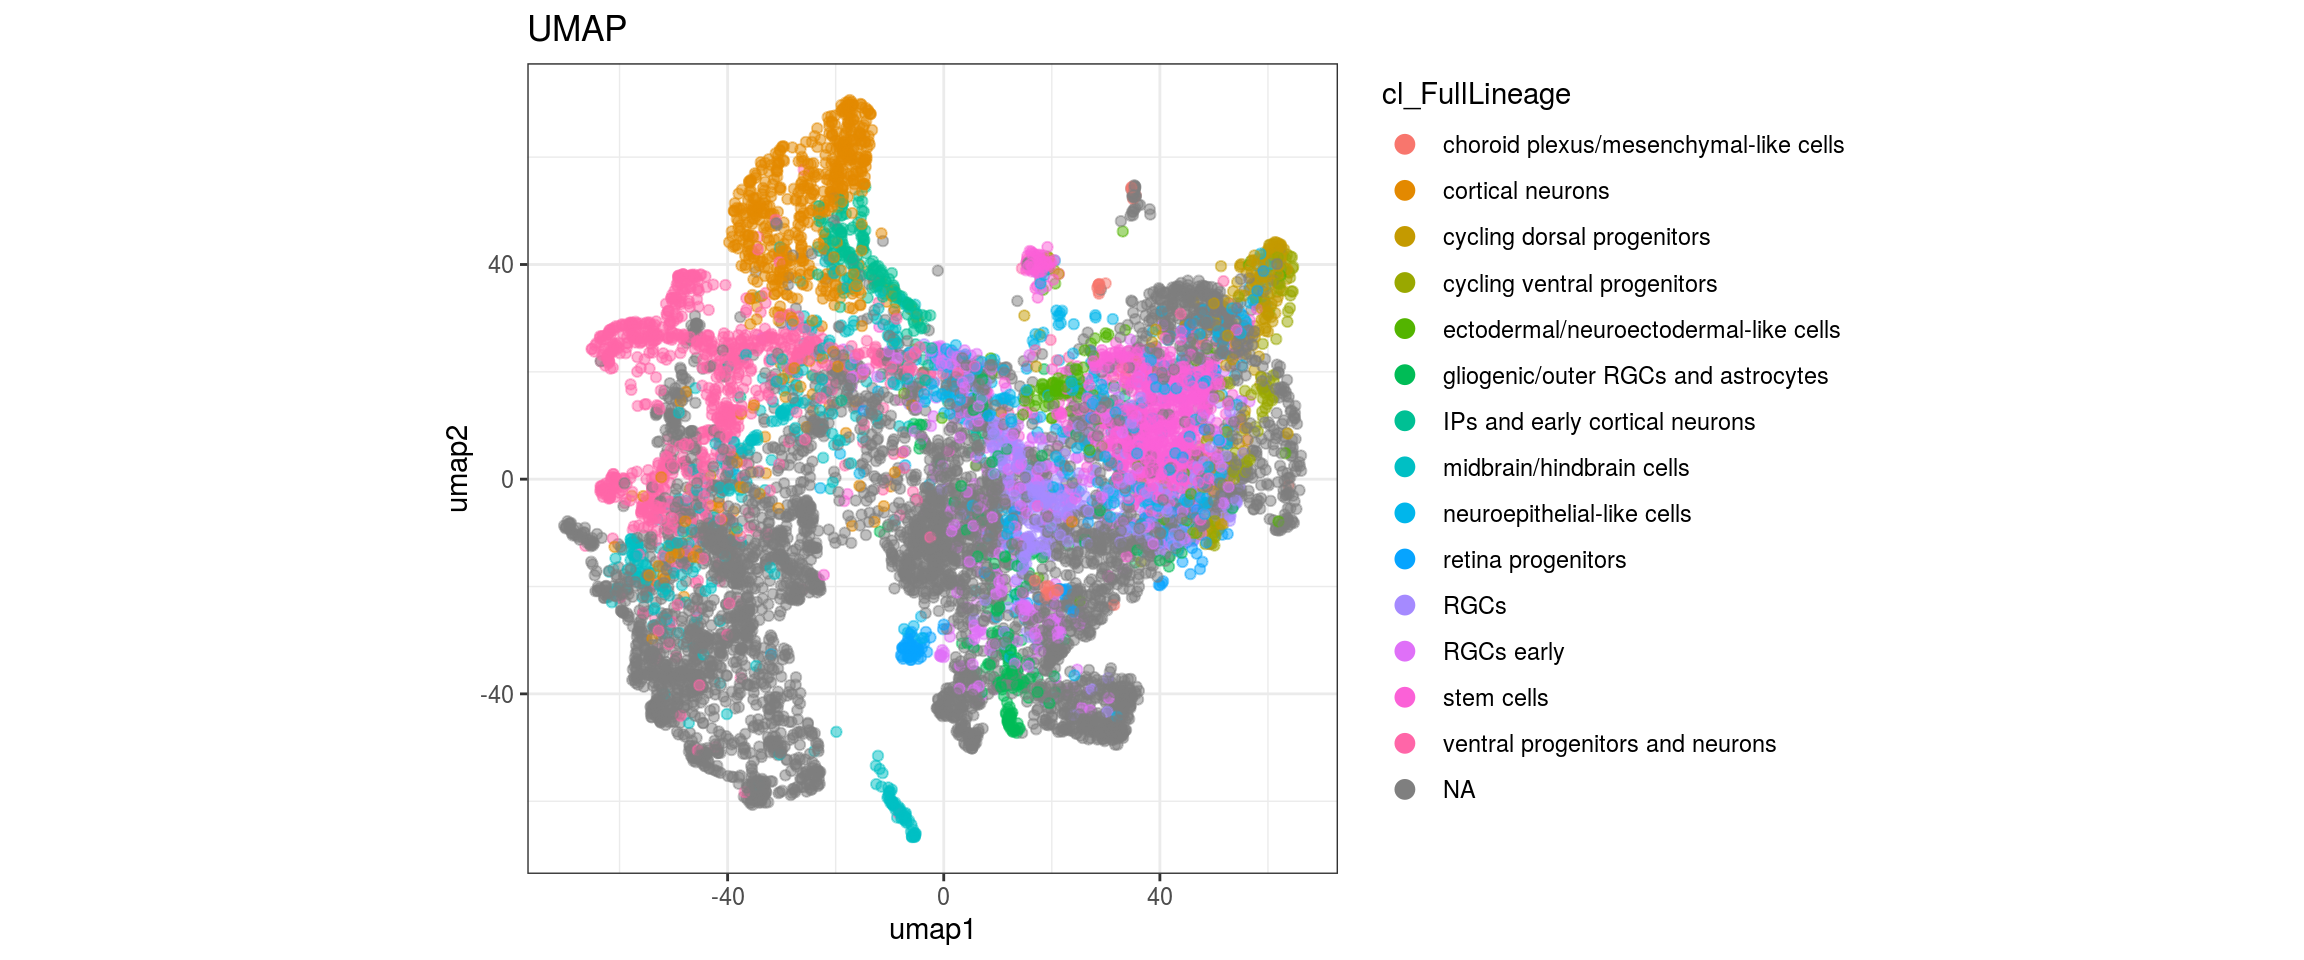 UMAP
cl_FullLineage
choroid plexus/mesenchymal-like cells
cortical neurons
cycling dorsal progenitors
cycling ventral progenitors
ectodermal/neuroectodermal-like cells
gliogenic/outer RGCs and astrocytes
IPs and early cortical neurons
midbrain/hindbrain cells
neuroepithelial-like cells
retina progenitors
RGCs
RGCs early
stem cells
ventral progenitors and neurons
NA
umap2
40
0
-40
-40
0
40
umap1